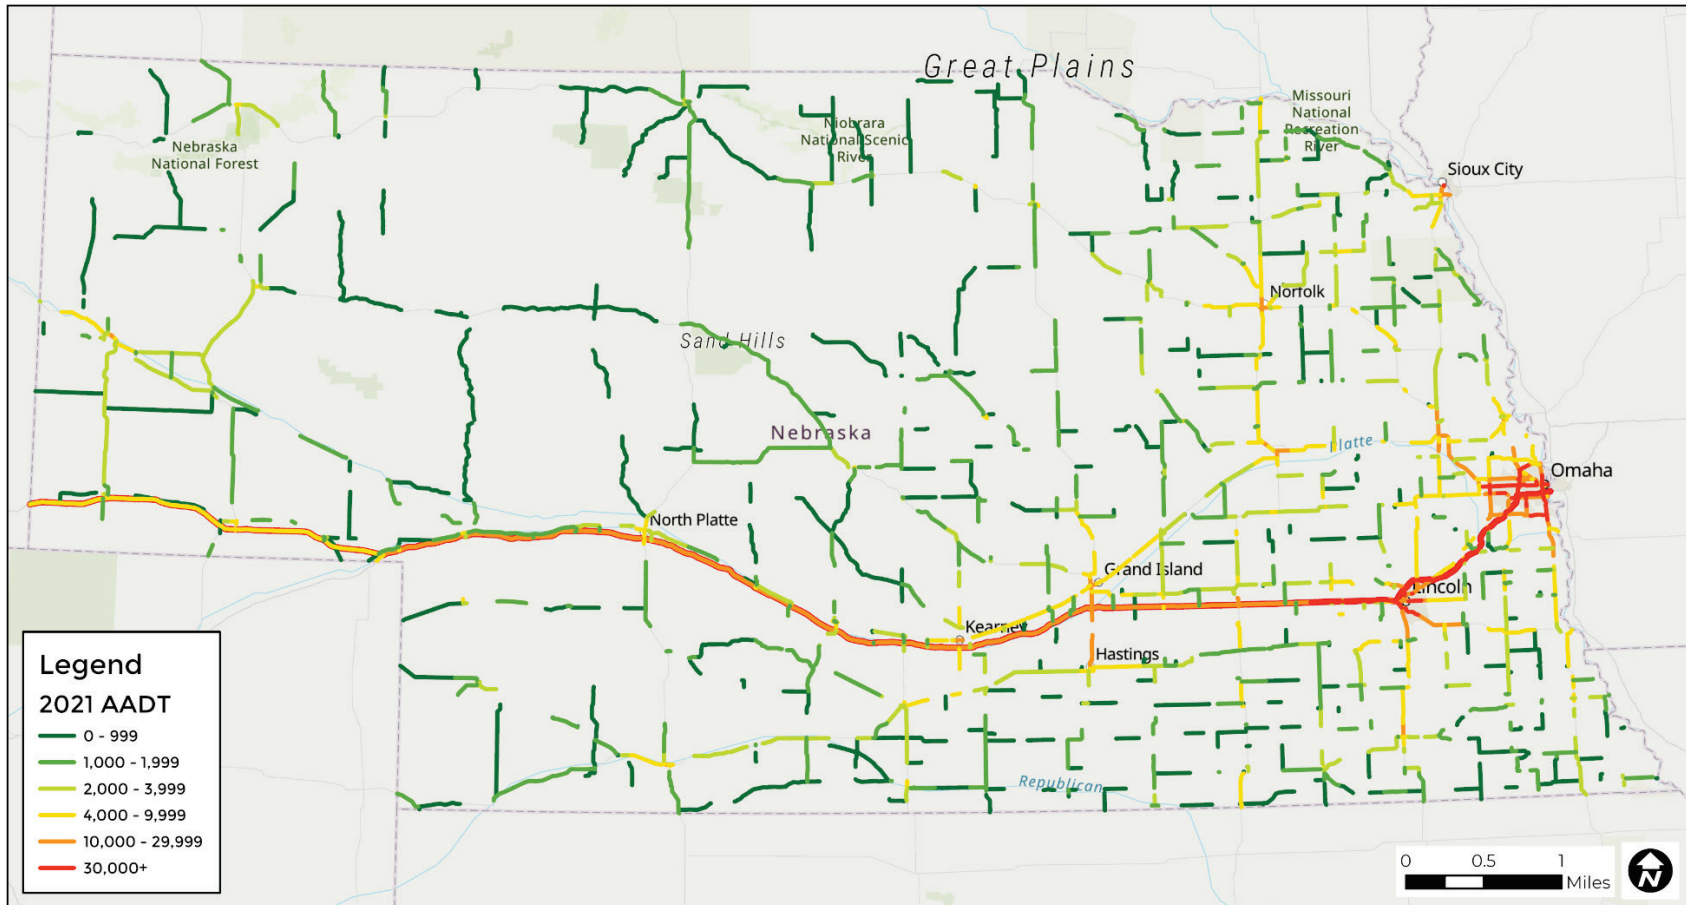 Great Plains
Missouri
National
Recreation
River
Niobrara
National Scenic
River
Nebraska
National Forest
Sioux City
Norfolk
Sand Hills
Nebraska
Platte
Omaha
North Platte
Grand Island
Lincoln
Kearney
Hastings
Republican
Legend
2021 AADT
0 - 999
1,000 - 1,999
2,000 - 3,999
4,000 - 9,999
10,000 - 29,999
30,000+
0 0.5 1
Miles
N